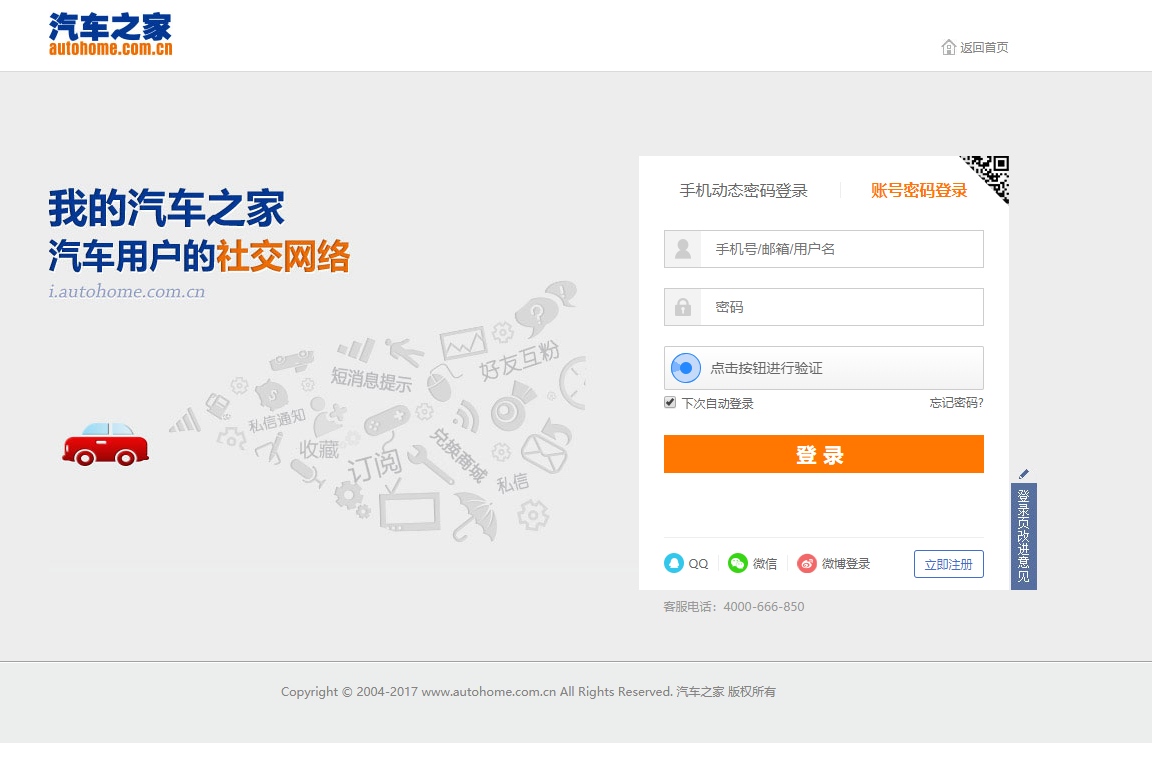 汽车之家
autohome.com.cn
返回首页
我的汽车之家
汽车用户的社交网络
i.autohome.com.cn
好友互粉
短消息提示
私信通知
收藏
订阅
兑换商城
私信
手机动态密码登录
账号密码登录
手机号/邮箱/用户名
密码
点击按钮进行验证
下次自动登录
忘记密码?
登 录
QQ
微信
微博登录
立即注册
登录页改进意见
客服电话：4000-666-850
Copyright © 2004-2017 www.autohome.com.cn All Rights Reserved. 汽车之家 版权所有